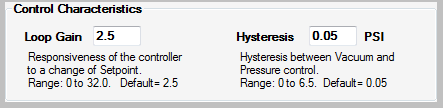 Control Characteristics
Loop Gain 2.5 Hysteresis 0.05 PSI
Responsiveness of the controller
to a change of Setpoint.
Range: 0 to 32.0. Default= 2.5
Hysteresis between Vacuum and
Pressure control.
Range: 0 to 6.5. Default= 0.05